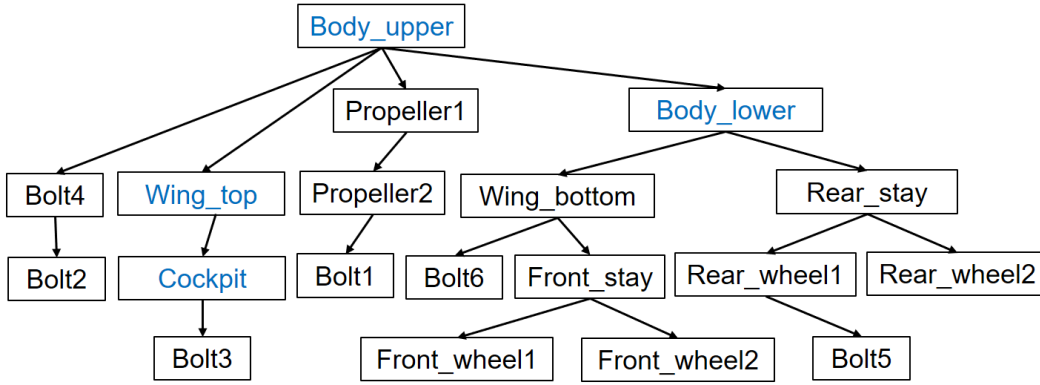 Body_upper
Propeller1
Body_lower
Bolt4
Wing_top
Propeller2
Wing_bottom
Rear_stay
Bolt2
Cockpit
Bolt1
Bolt6
Front_stay
Rear_wheel1
Rear_wheel2
Bolt3
Front_wheel1
Front_wheel2
Bolt5